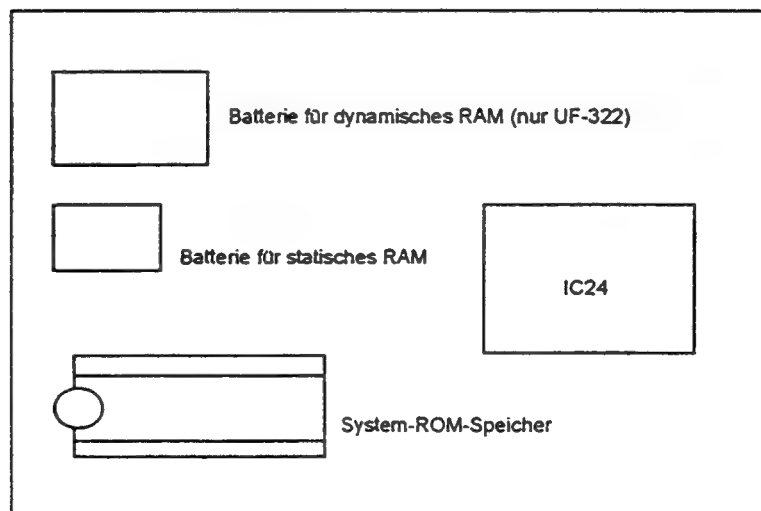 Batterie für dynamisches RAM (nur UF-322)
Batterie für statisches RAM
IC24
System-ROM-Speicher